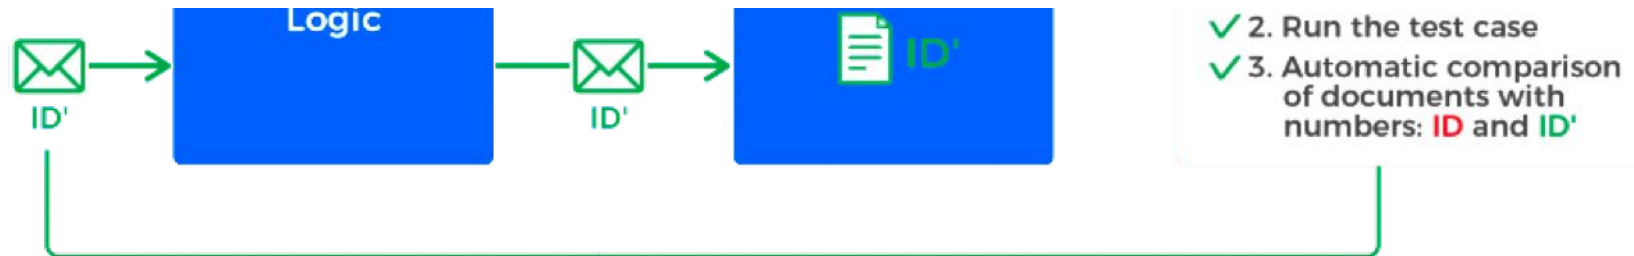 Logic
ID'
ID'
ID'
✓ 2. Run the test case
✓ 3. Automatic comparison
of documents with
numbers: ID and ID'